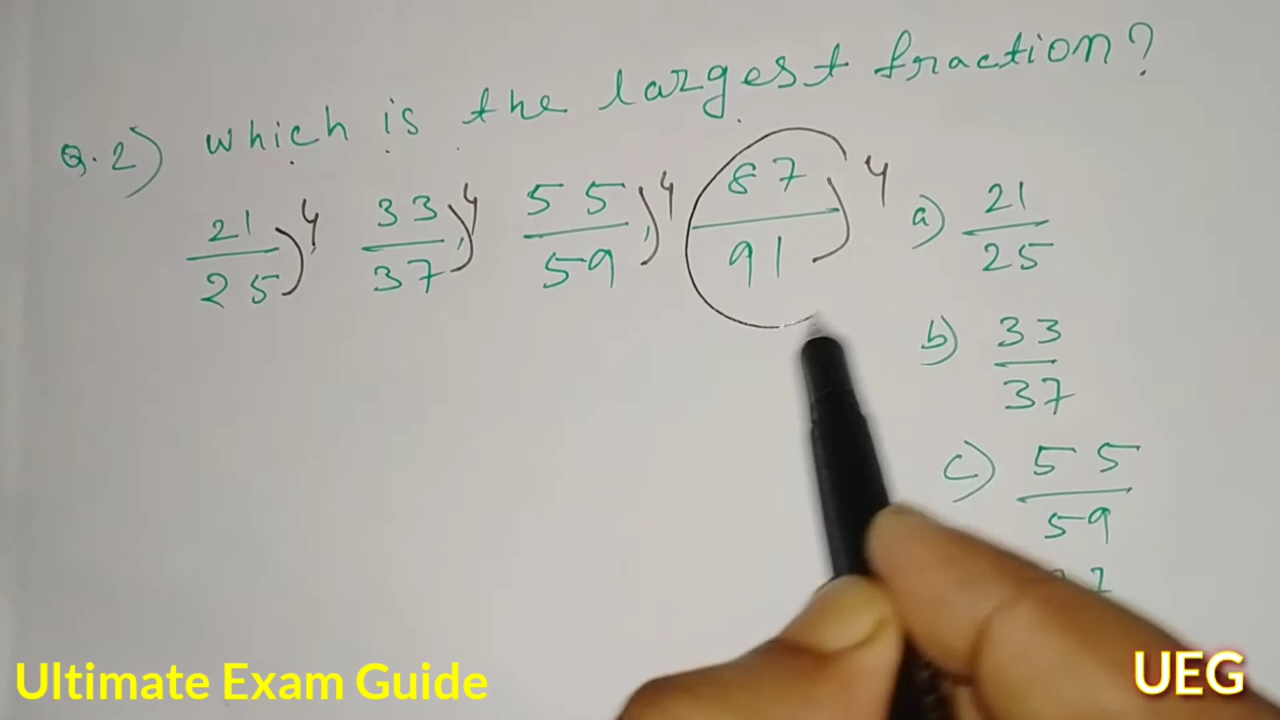 Q.2) which is the largest fraction?
21/25 4 33/37, 4 55/59, 4 87/91 4
a) 21/25
b) 33/37
c) 55/59
Ultimate Exam Guide
UEG